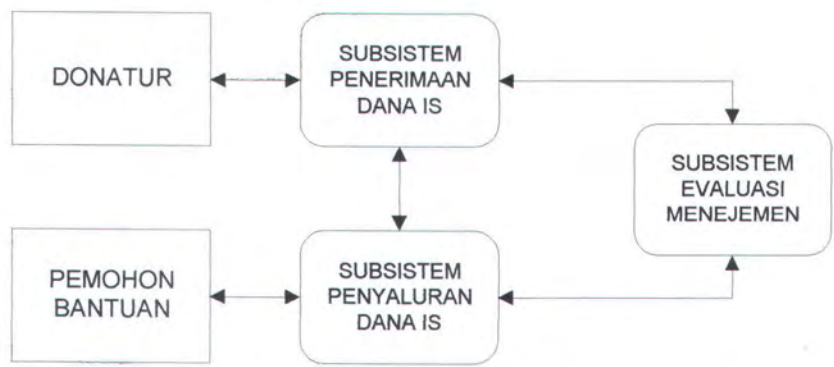 DONATUR
SUBSISTEM
PENERIMAAN
DANA IS
SUBSISTEM
EVALUASI
MENEJEMEN
PEMOHON
BANTUAN
SUBSISTEM
PENYALURAN
DANA IS